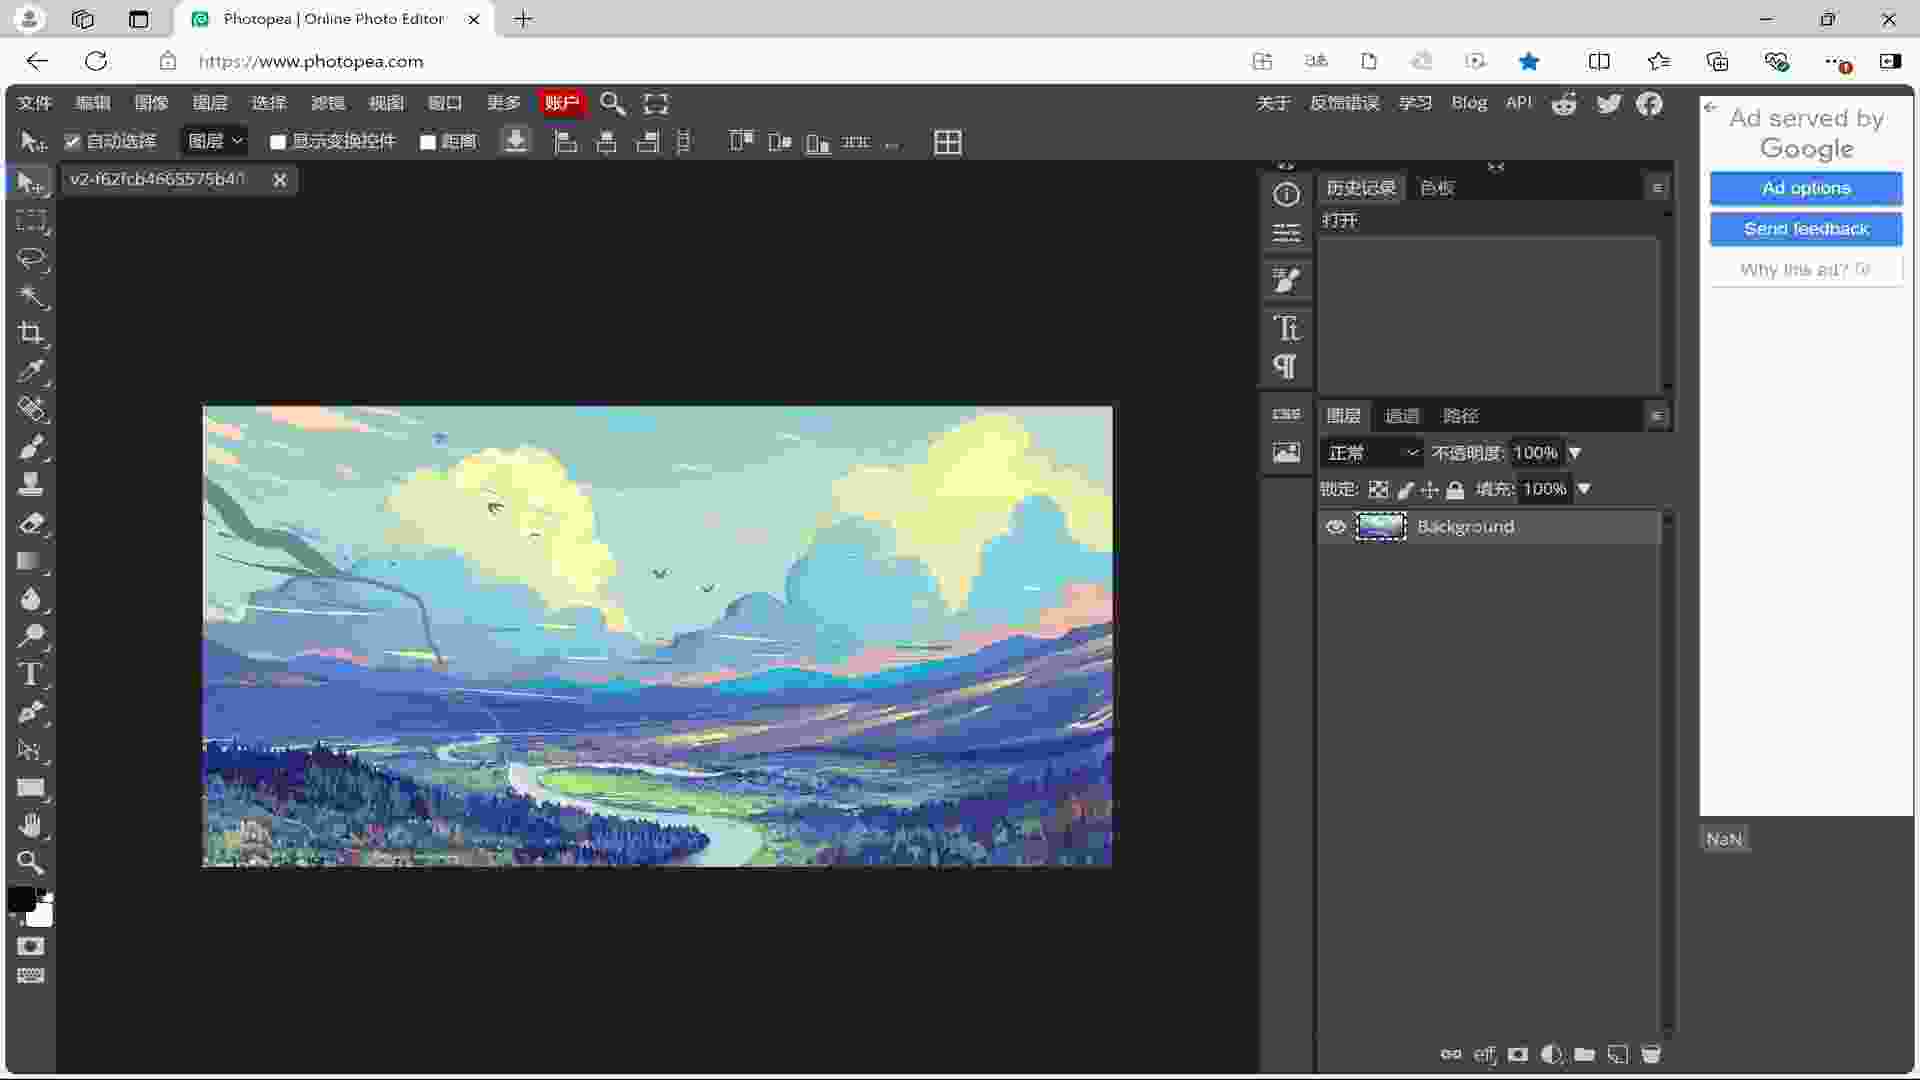 Photopea | Online Photo Editor
https://www.photopea.com
文件 编辑 图像 图层 选择 滤镜 视图 窗口 更多 账户
关于 反馈错误 学习 Blog API
自动选择 图层 显示变换控件 距离
v2-f62fcb4665575b4
历史记录 色板
打开
Tt
CSS
图层 通道 路径
正常 不透明度: 100%
锁定: 填充: 100%
Background
eff
Ad served by
Google
Ad options
Send feedback
Why this ad?
NaN